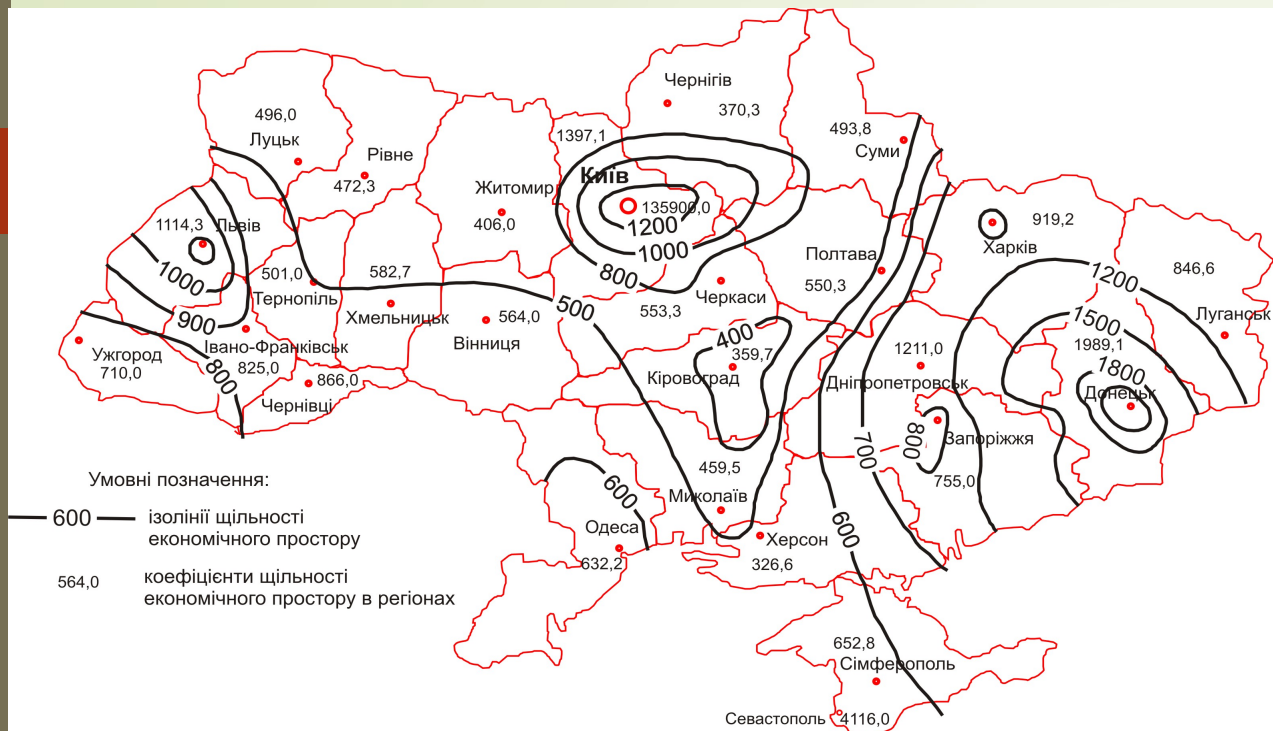 Чернігів
370,3
496,0
Луцьк
1397,1
493,8
Суми
Рівне
472,3
Житомир
406,0
Київ
135900,0
1200
1000
800
1114,3
Львів
1000
900
800
501,0
Тернопіль
582,7
Хмельницьк
564,0
Вінниця
500
Черкаси
553,3
Полтава
550,3
919,2
Харків
1200
846,6
Луганськ
1500
1989,1
1800
Донецьк
Ужгород
710,0
Івано-Франківськ
825,0
866,0
Чернівці
400
359,7
Кіровоград
1211,0
Дніпропетровськ
800
Запоріжжя
755,0
700
600
459,5
Миколаїв
600
Одеса
632,2
Херсон
326,6
652,8
Сімферополь
Севастополь 4116,0
Умовні позначення:
600 ізолінії щільності
економічного простору
564,0 коефіцієнти щільності
економічного простору в регіонах